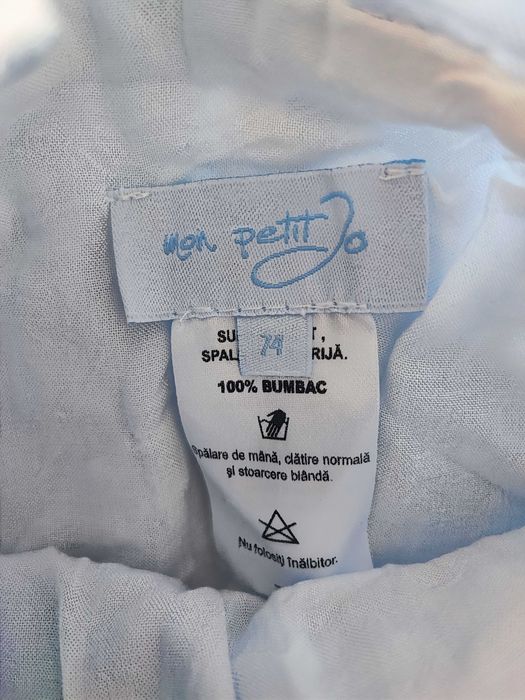 mon petit Jo
74
100% BUMBAC
Spălare de mână, clătire normală
și stoarcere blândă.
Nu folosiți înălbitor.